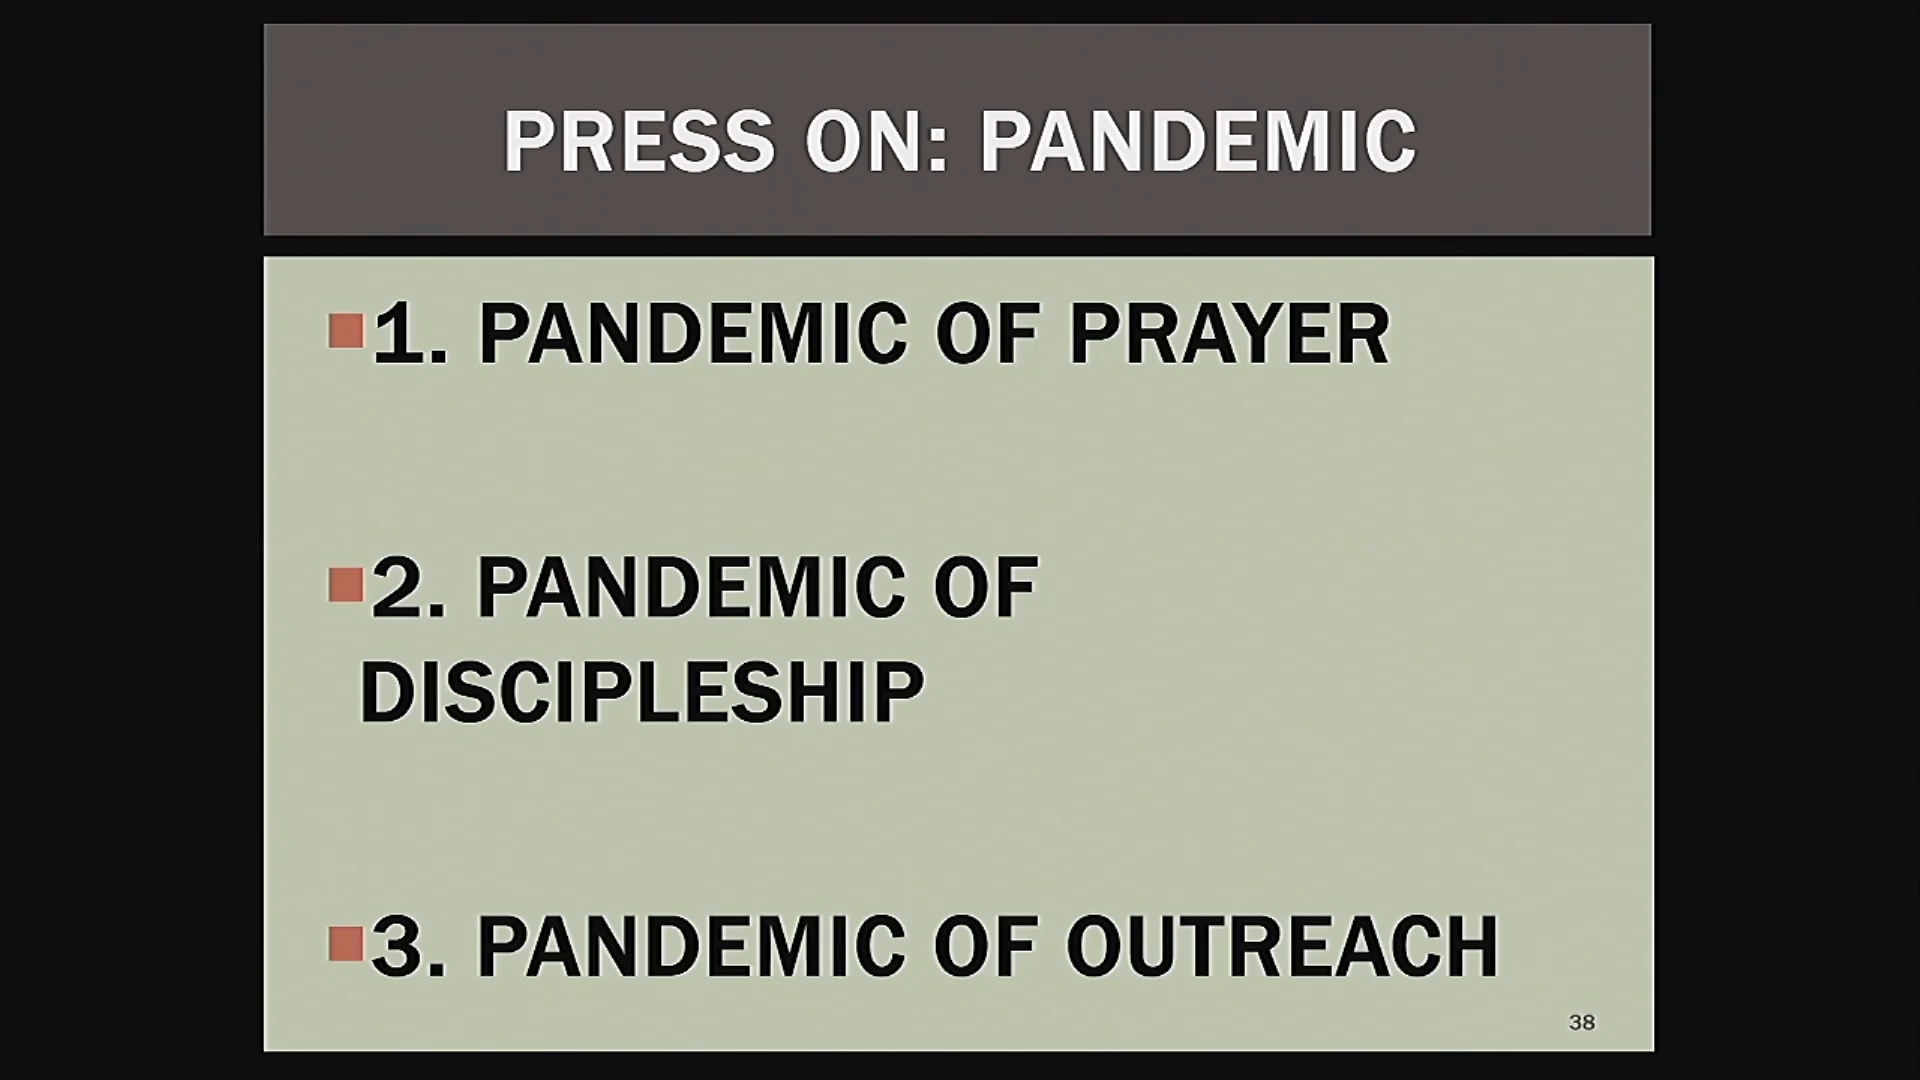 PRESS ON: PANDEMIC
1. PANDEMIC OF PRAYER
2. PANDEMIC OF
DISCIPLESHIP
3. PANDEMIC OF OUTREACH
38